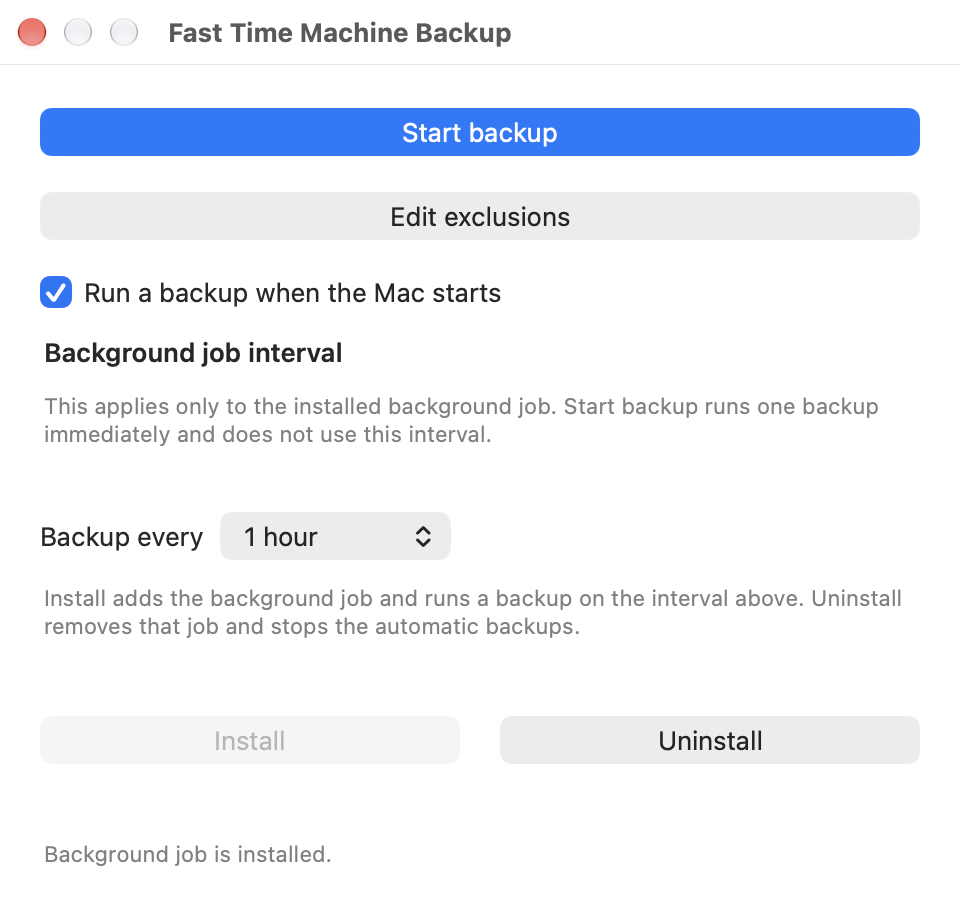 Fast Time Machine Backup
Start backup
Edit exclusions
Run a backup when the Mac starts
Background job interval
This applies only to the installed background job. Start backup runs one backup
immediately and does not use this interval.
Backup every 1 hour
Install adds the background job and runs a backup on the interval above. Uninstall
removes that job and stops the automatic backups.
Install Uninstall
Background job is installed.